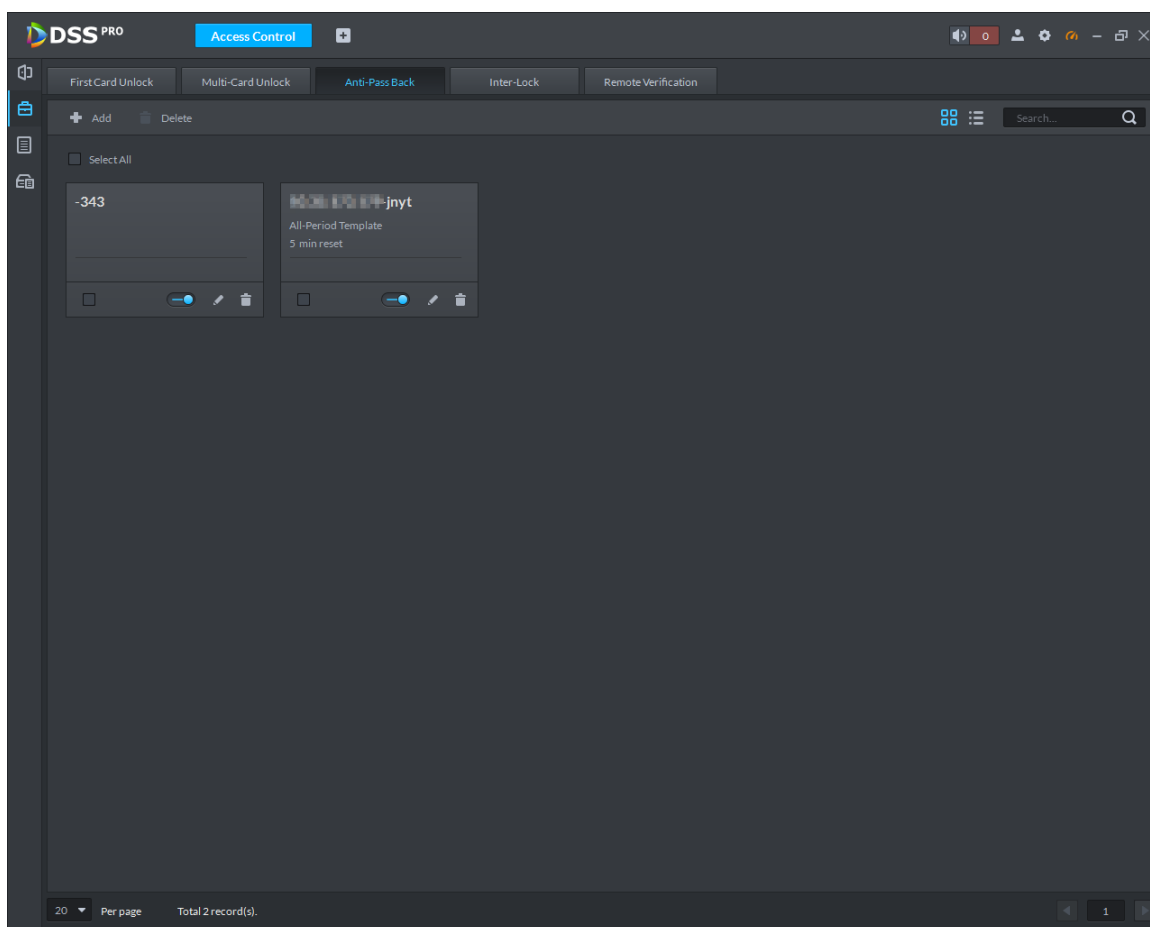 DSS PRO Access Control 0
First Card Unlock Multi-Card Unlock Anti-Pass Back Inter-Lock Remote Verification
Add Delete Search...
Select All
-343 -jnyt
All-Period Template
5 min reset
20 Per page Total 2 record(s). 1